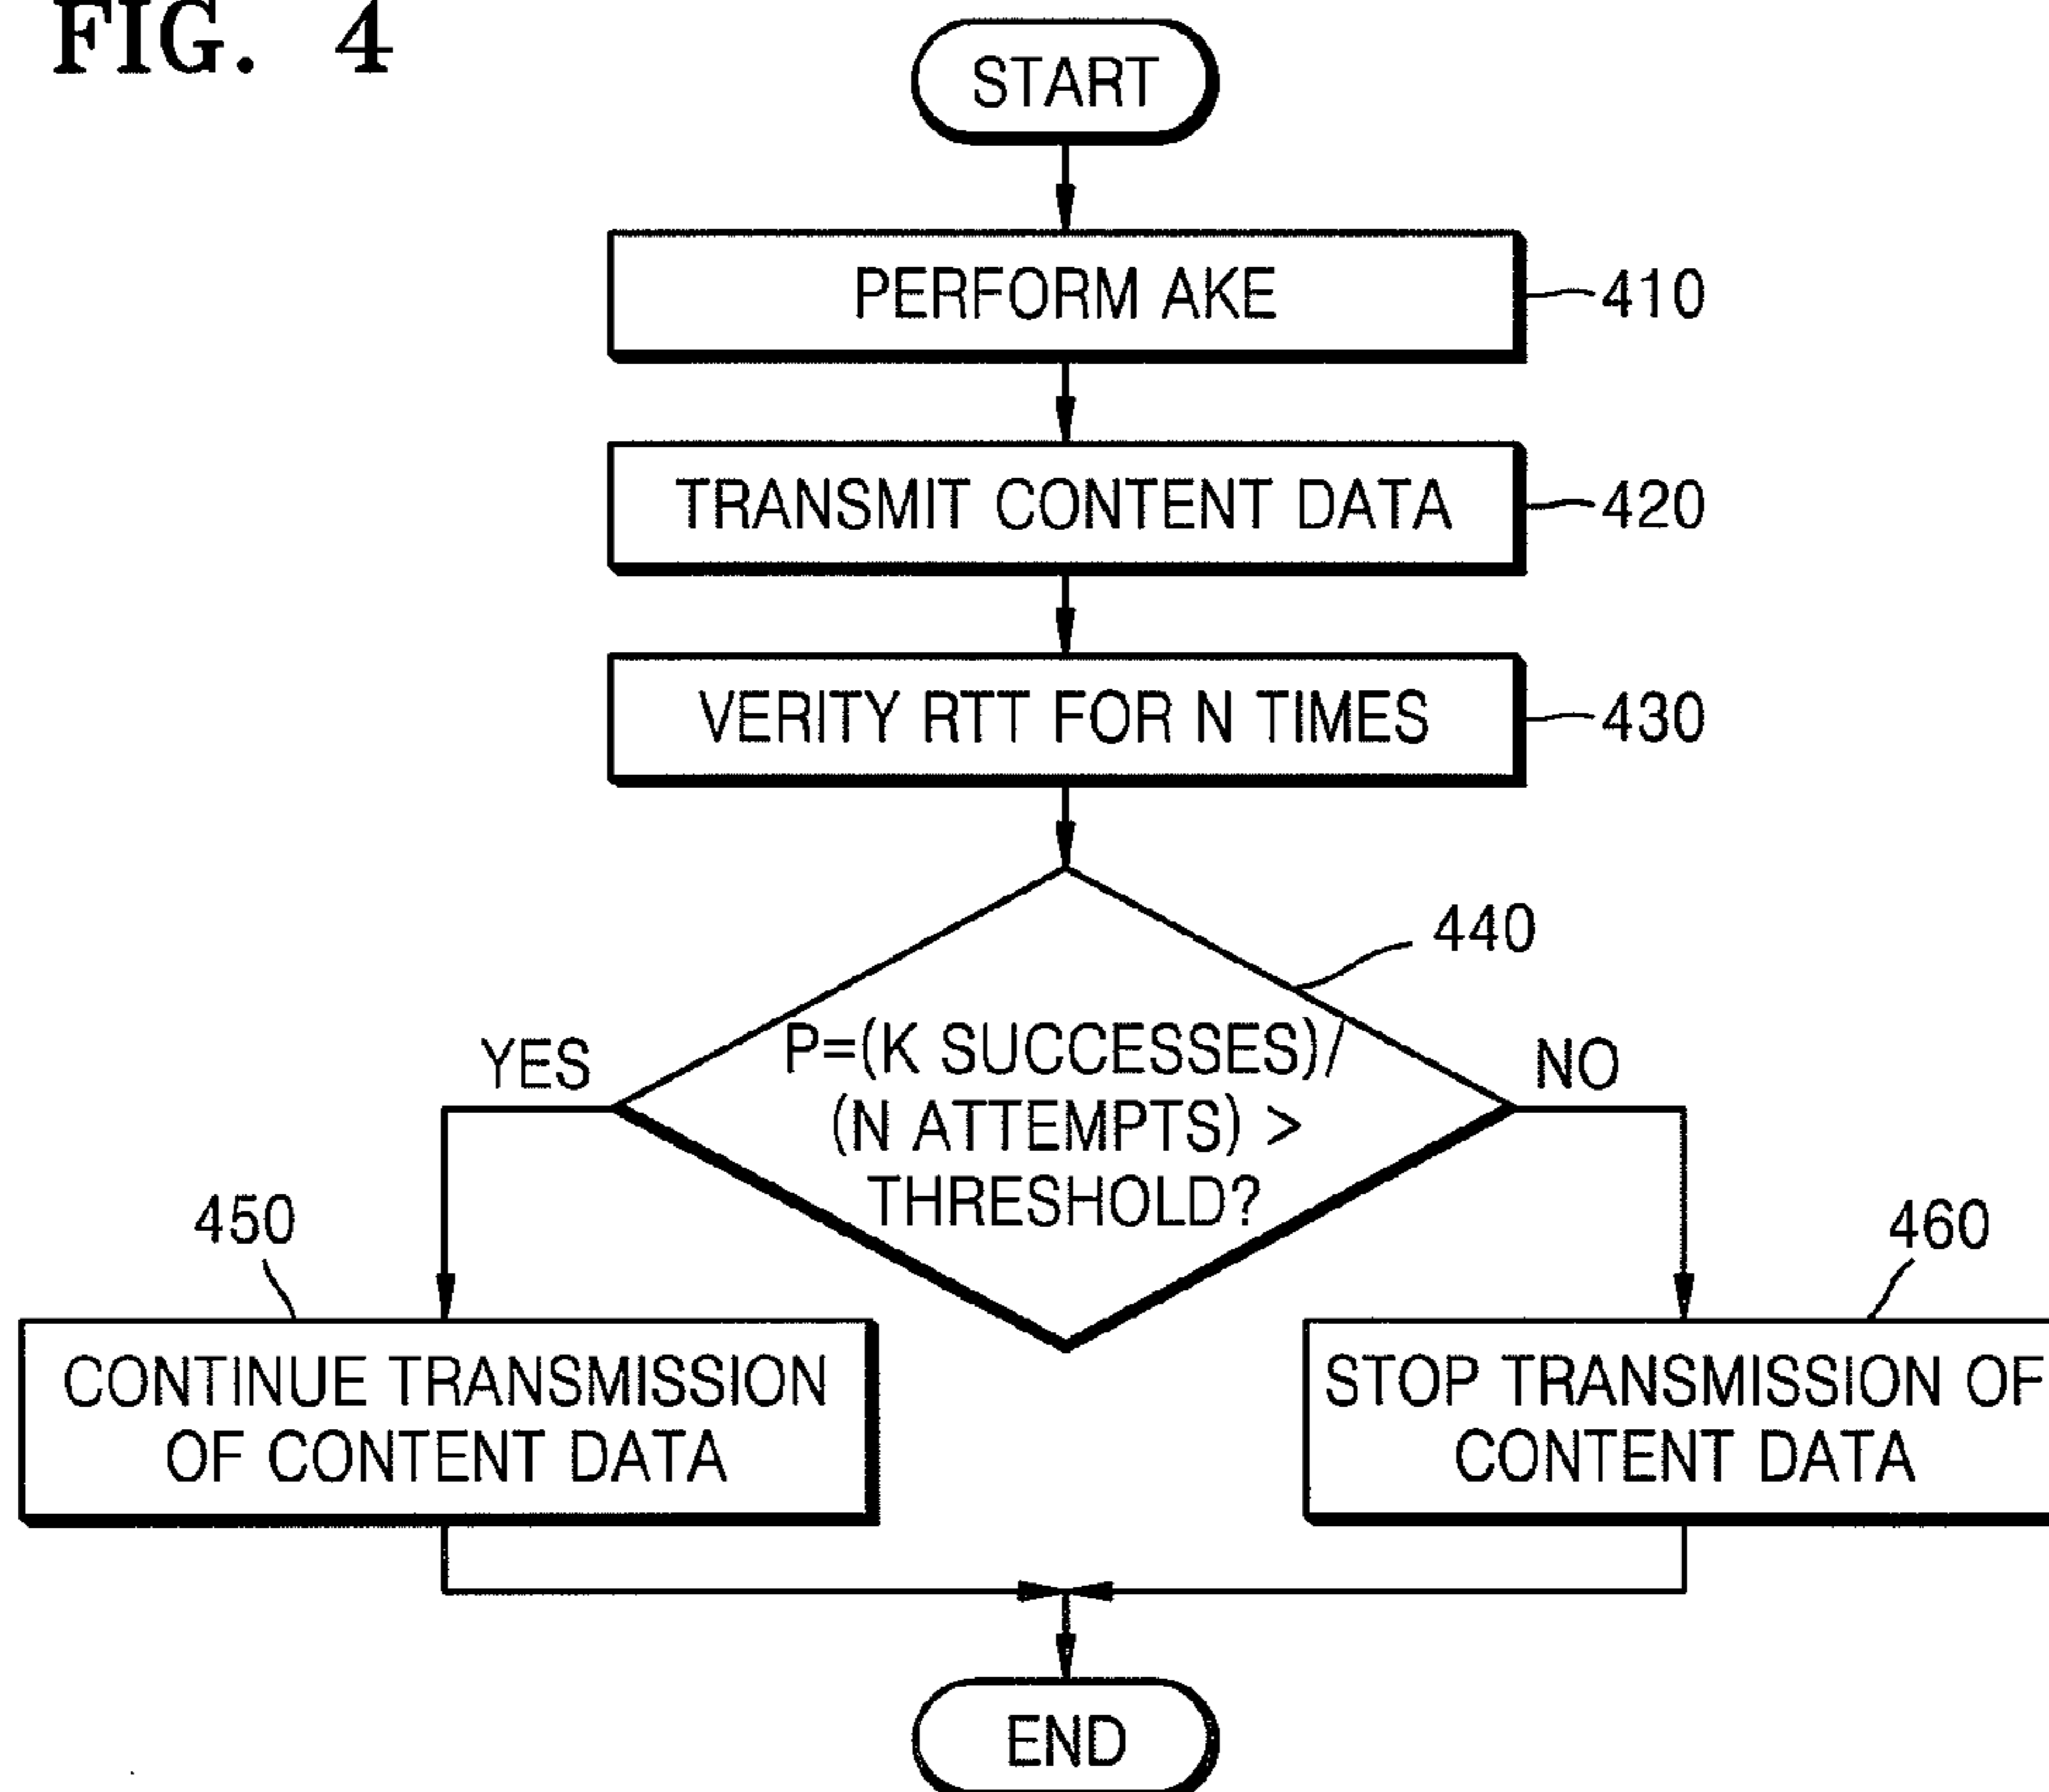 FIG. 4
START
PERFORM AKE
410
TRANSMIT CONTENT DATA
420
VERITY RTT FOR N TIMES
430
440
P=(K SUCCESSES)/
(N ATTEMPTS) >
THRESHOLD?
YES
NO
450
CONTINUE TRANSMISSION
OF CONTENT DATA
460
STOP TRANSMISSION OF
CONTENT DATA
END